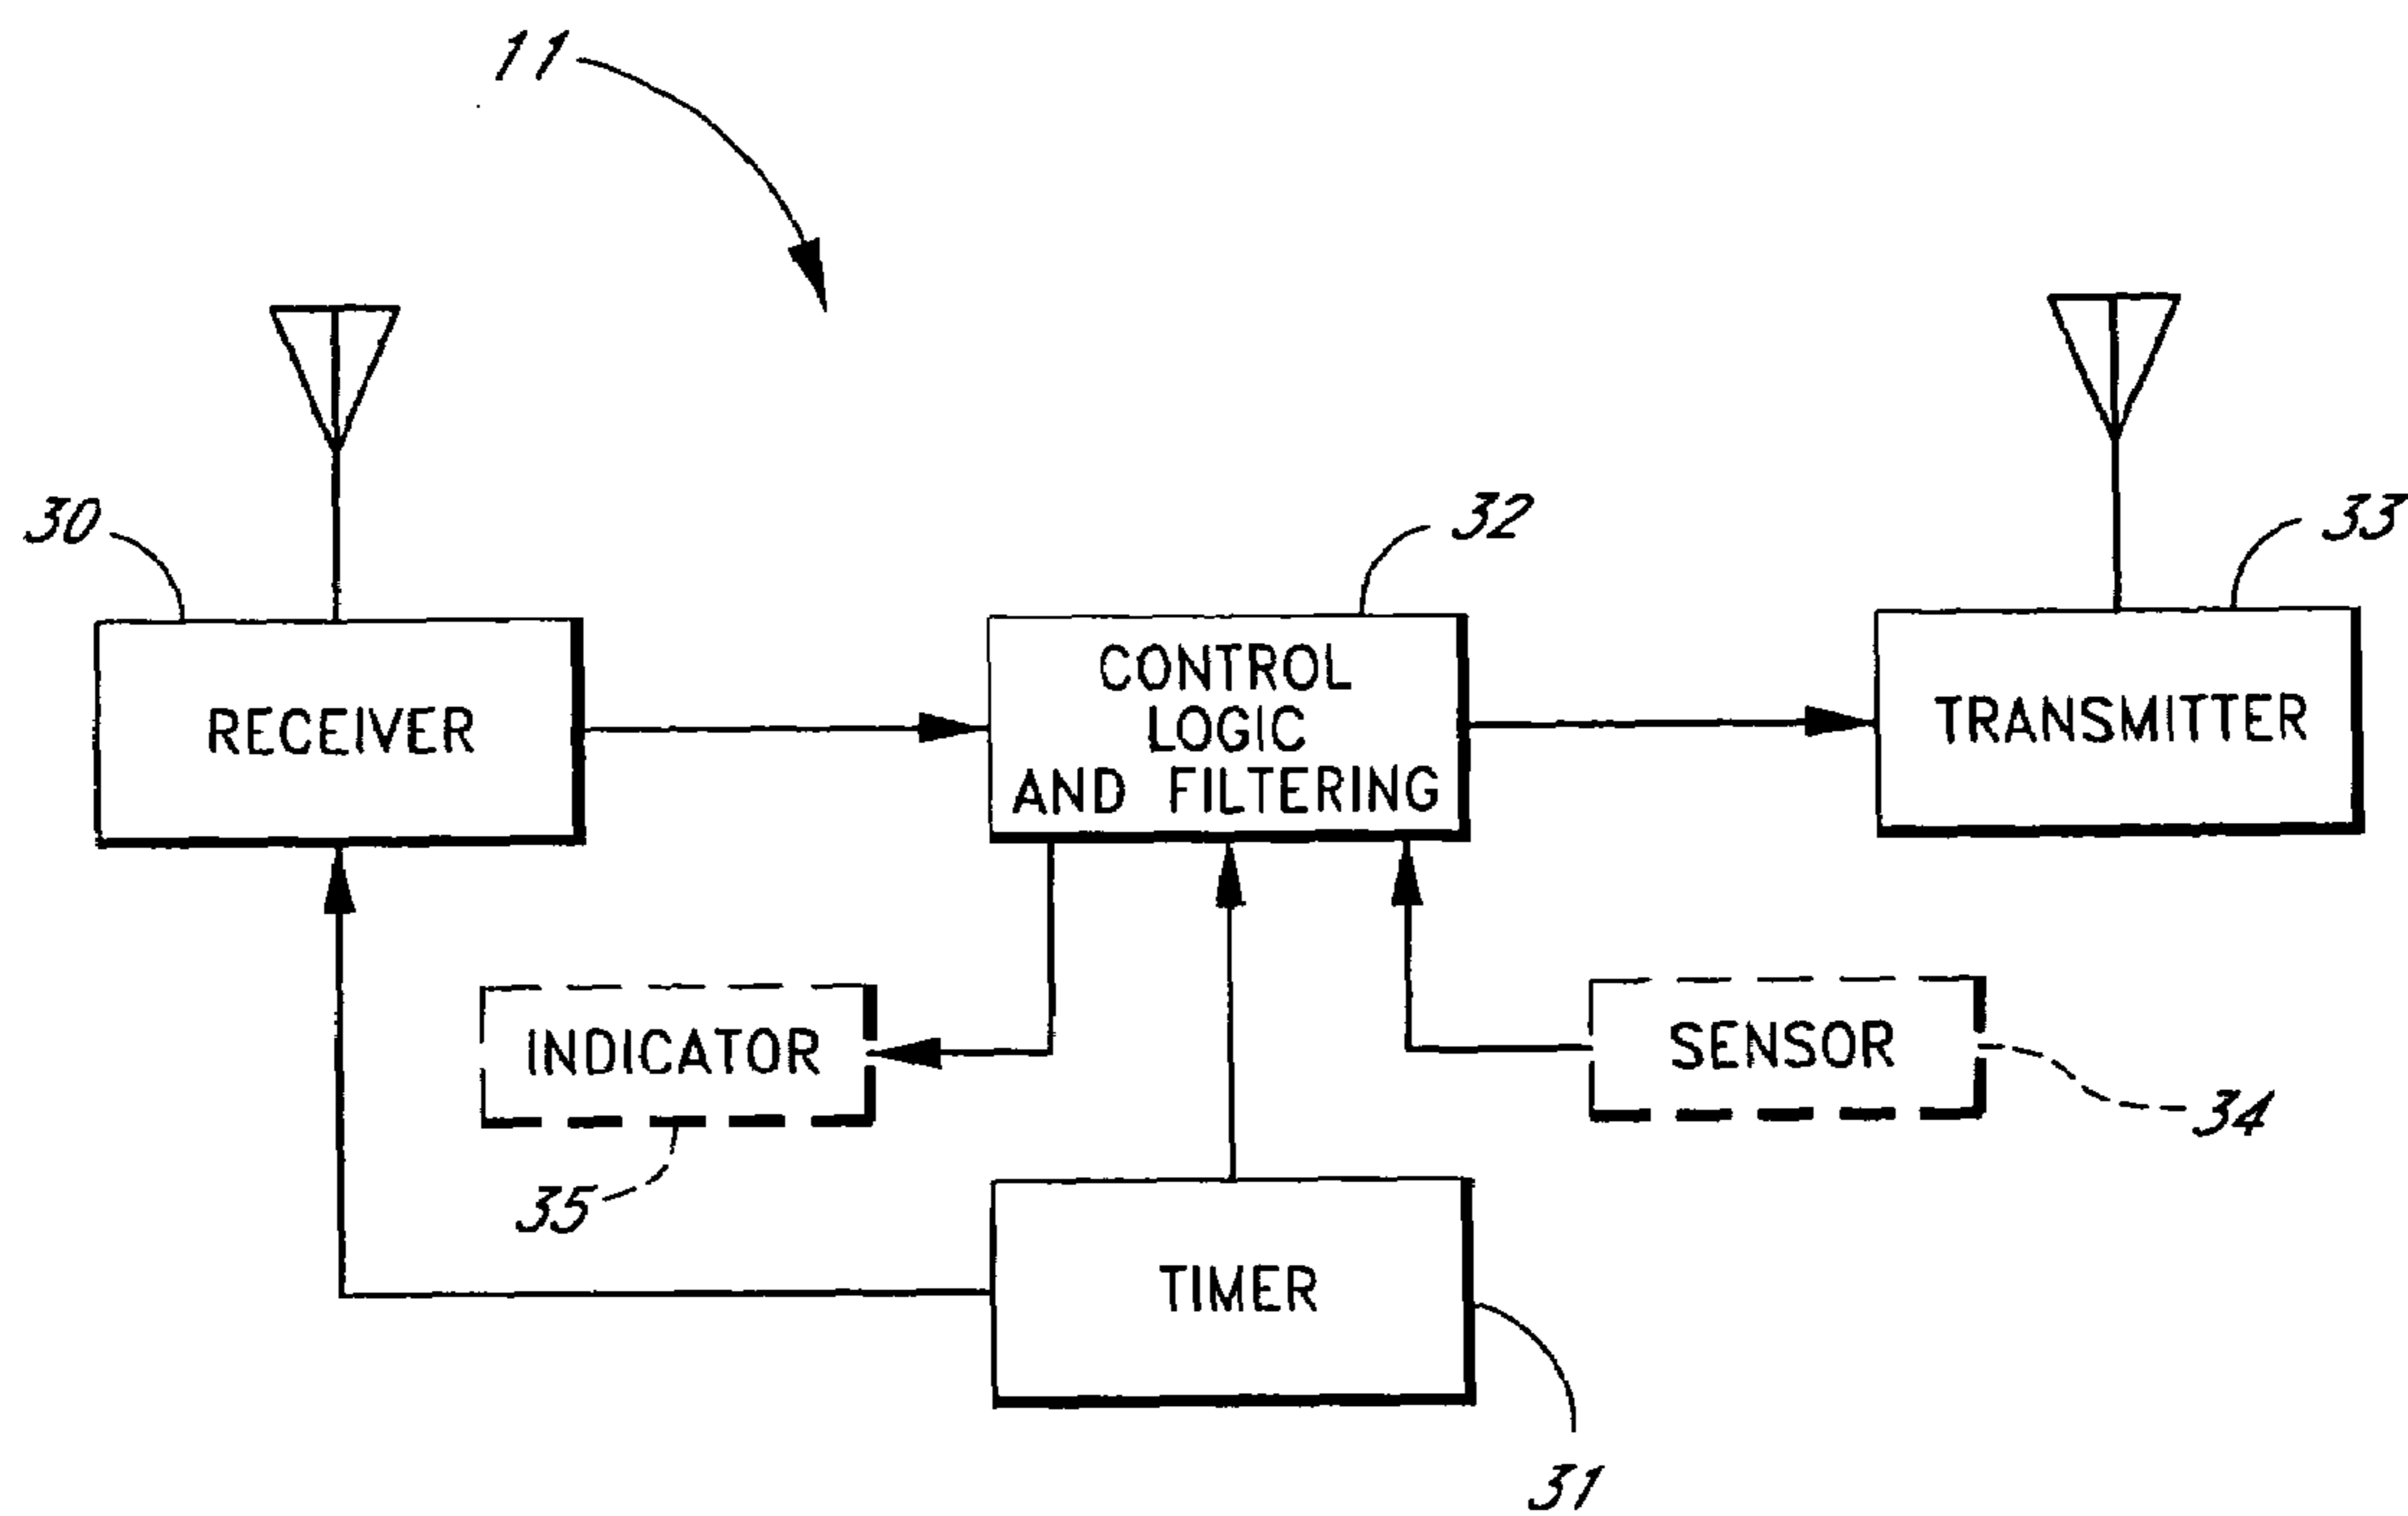 11
30
32
33
RECEIVER
CONTROL
LOGIC
AND FILTERING
TRANSMITTER
INDICATOR
SENSOR
35
34
TIMER
31